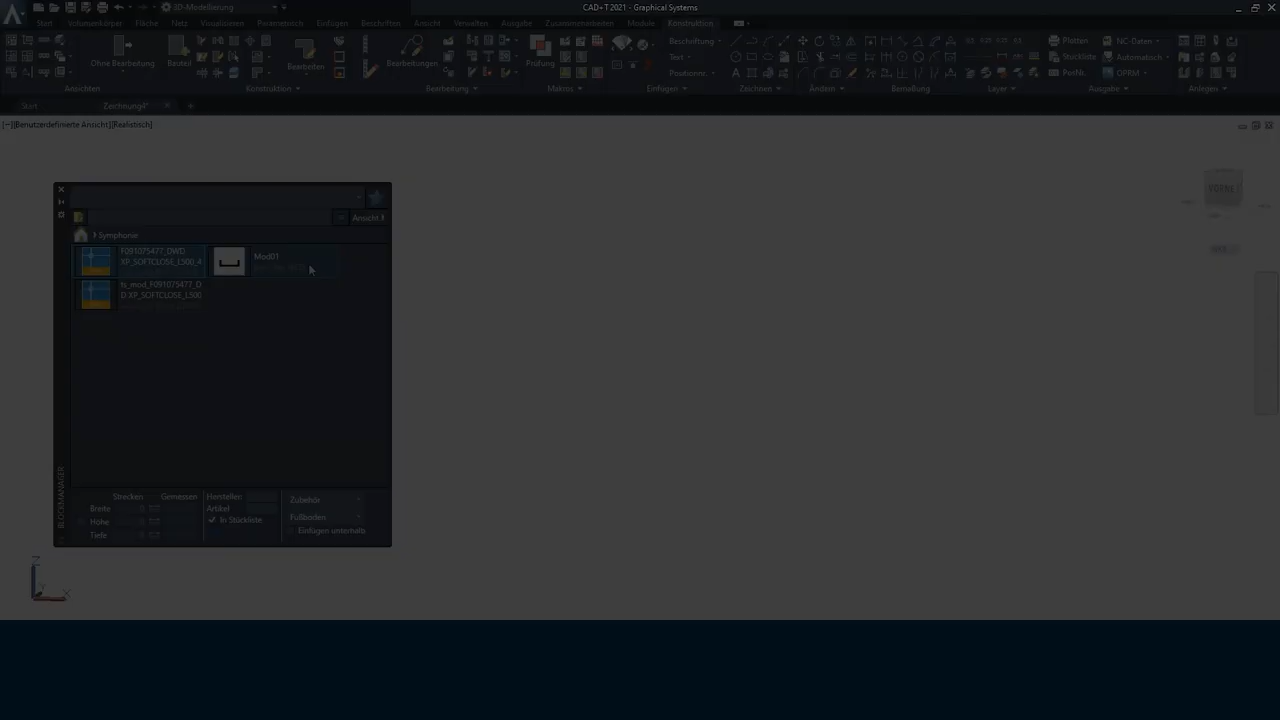 3D-Modellierung
CAD+T 2021 - Graphical Systems
Start
Volumenkörper
Fläche
Netz
Visualisieren
Parametrisch
Einfügen
Beschriften
Ansicht
Verwalten
Ausgabe
Zusammenarbeiten
Module
Konstruktion
Ohne Bearbeitung
Bauteil
Bearbeiten
Bearbeitungen
Prüfung
Beschriftung
Text
Positionnr.
Plotten
Stückliste
PosNr.
NC-Daten
Automatisch
OPRM
Ansichten
Konstruktion
Bearbeitung
Makros
Einfügen
Zeichnen
Ändern
Bemaßung
Layer
Ausgabe
Anlegen
Start
Zeichnung4*
[−][Benutzerdefinierte Ansicht][Realistisch]
VORNE
Ansicht
Symphonie
F091075477_DWD
XP_SOFTCLOSE_L500_4
Mod01
ts_mod_F091075477_D
D XP_SOFTCLOSE_L500
BLOCKMANAGER
Strecken
Gemessen
Breite
Höhe
Tiefe
Hersteller
Artikel
In Stückliste
Zubehör
Fußboden
Einfügen unterhalb